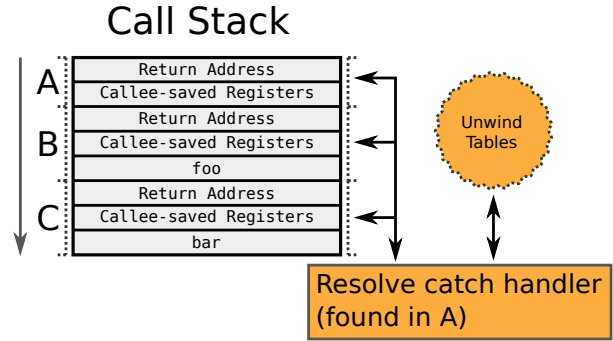 Call Stack
A
Return Address
Callee-saved Registers
B
Return Address
Callee-saved Registers
foo
C
Return Address
Callee-saved Registers
bar
Unwind
Tables
Resolve catch handler
(found in A)